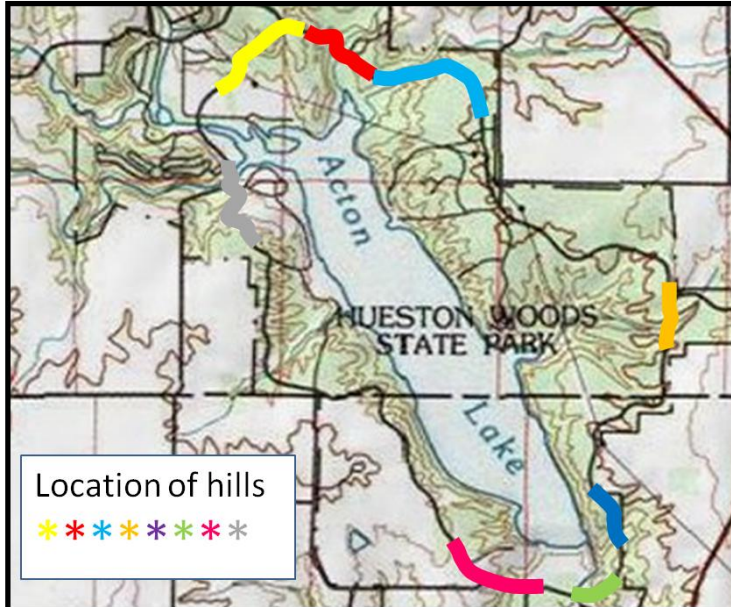 Acton
HUESTON WOODS
STATE PARK
Lake
Location of hills
********